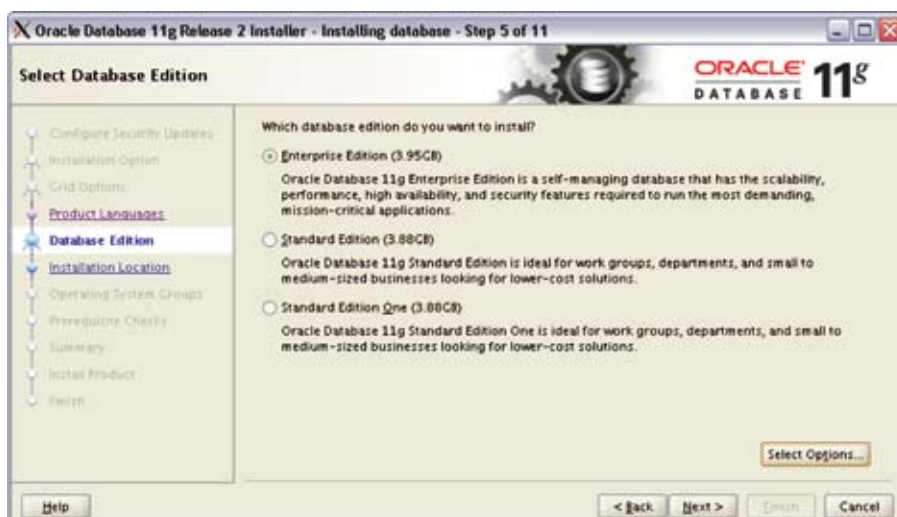 Oracle Database 11g Release 2 Installer - Installing database - Step 5 of 11
Select Database Edition
ORACLE
DATABASE 11g
Configure Security Updates
Installation Option
Grid Options
Product Languages
Database Edition
Installation Location
Operating System Groups
Prerequisite Checks
Summary
Install Product
Finish
Which database edition do you want to install?
Enterprise Edition (3.95GB)
Oracle Database 11g Enterprise Edition is a self-managing database that has the scalability,
performance, high availability, and security features required to run the most demanding,
mission-critical applications.
Standard Edition (3.88GB)
Oracle Database 11g Standard Edition is ideal for work groups, departments, and small to
medium-sized businesses looking for lower-cost solutions.
Standard Edition One (3.88GB)
Oracle Database 11g Standard Edition One is ideal for work groups, departments, and small to
medium-sized businesses looking for lower-cost solutions.
Select Options...
Help
< Back
Next >
Finish
Cancel